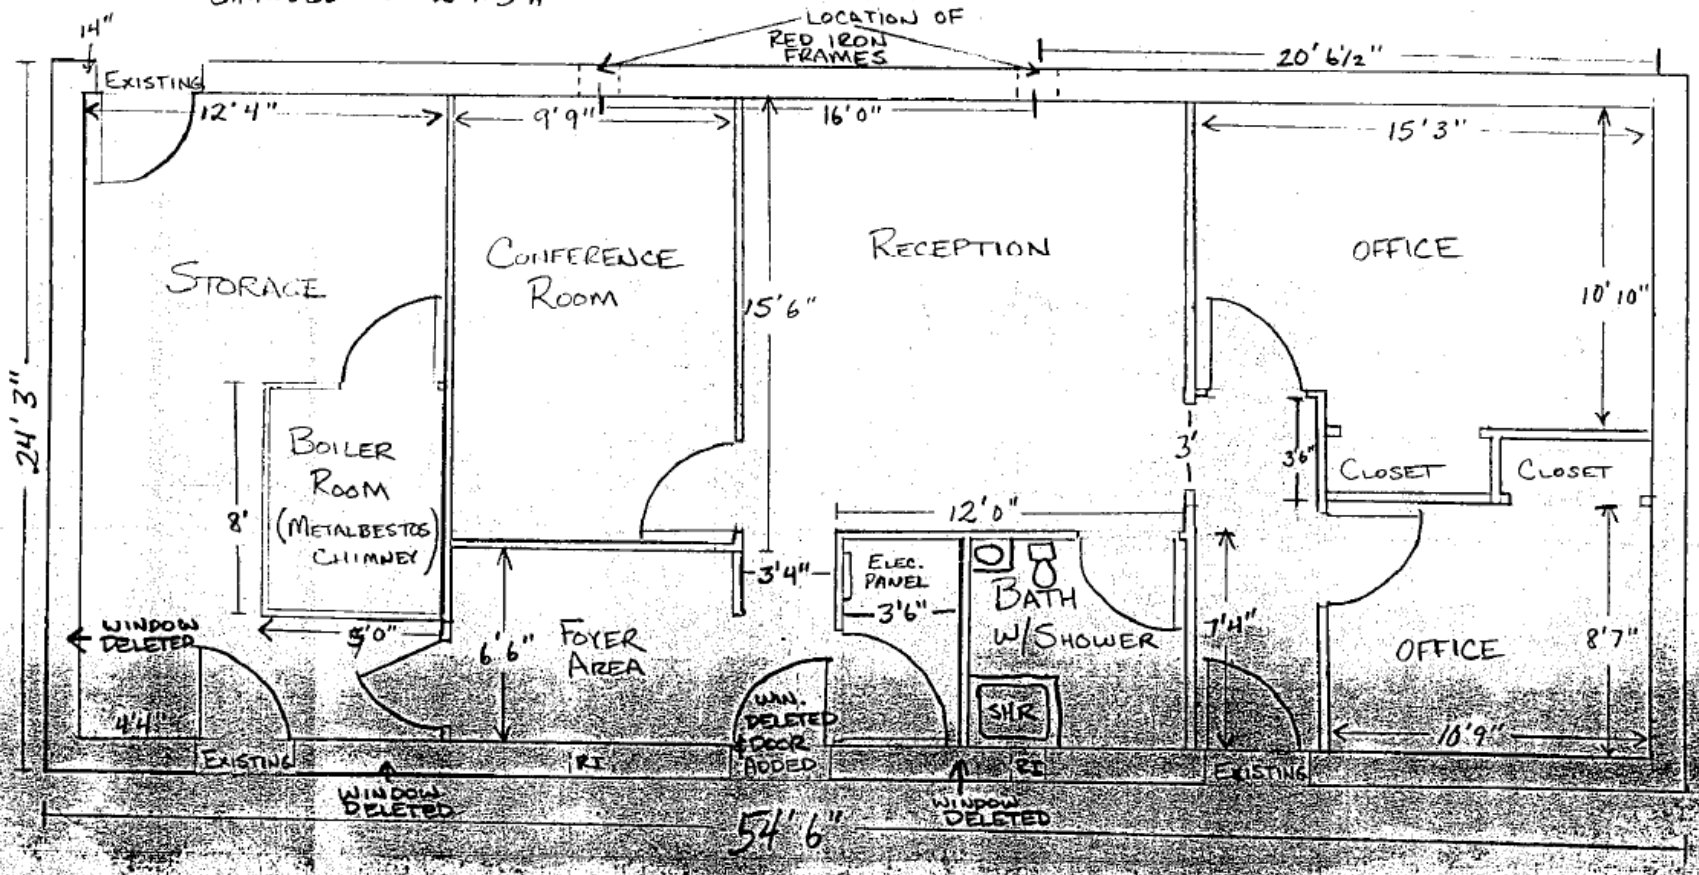 14"
LOCATION OF
RED IRON
FRAMES
20' 6 1/2"
EXISTING
12'4"
9'9"
16'0"
15'3"
STORAGE
CONFERENCE
ROOM
RECEPTION
OFFICE
15'6"
10'10"
24' 3"
BOILER
ROOM
(METALBESTOS
CHIMNEY)
8'
3'
3'6"
CLOSET
CLOSET
12'0"
ELEC.
PANEL
3'4"
3'6"
BATH
W/SHOWER
7'4"
WINDOW
DELETED
5'0"
6'6"
FOYER
AREA
OFFICE
8'7"
4'4"
WIN.
DELETED
& DOOR
ADDED
SHR
10'9"
EXISTING
RI
RI
EXISTING
WINDOW
DELETED
WINDOW
DELETED
54'6"